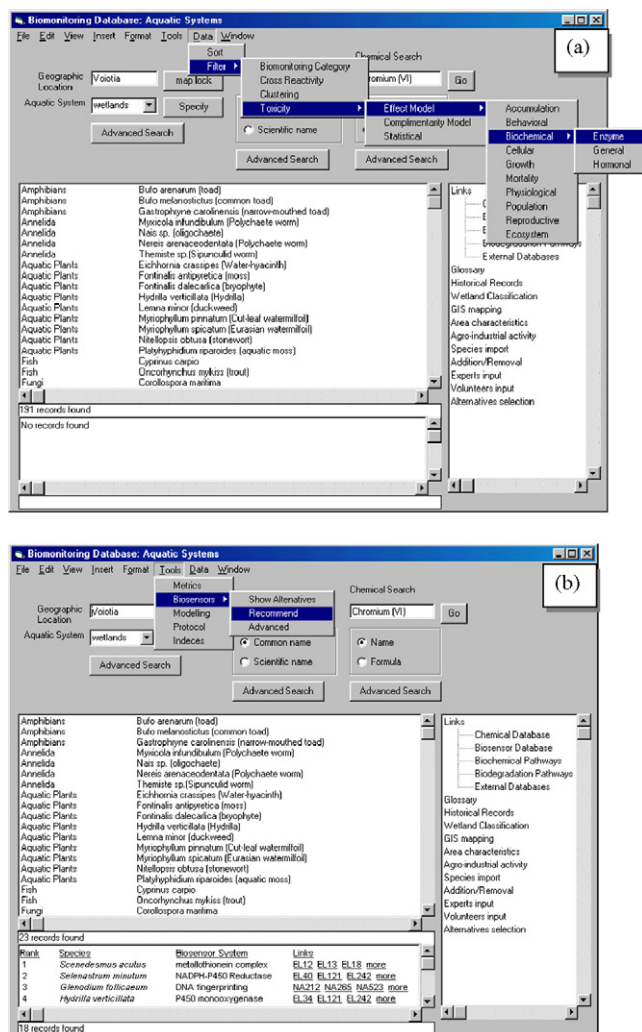 Biomonitoring Database: Aquatic Systems
File Edit View Insert Format Tools Data Window
(a)
Sort
Filter
Chemical Search
Geographic Location
Voiotia
map lock
Biomonitoring Category
Cross Reactivity
Clustering
Toxicity
hromium (VI)
Go
Aquatic System
wetlands
Specify
Effect Model
Complimentarity Model
Statistical
Accumulation
Behavioral
Biochemical
Cellular
Growth
Mortality
Physiological
Population
Reproductive
Ecosystem
Enzyme
General
Hormonal
Scientific name
Advanced Search
Advanced Search
Advanced Search
Amphibians Bufo arenarum (toad)
Amphibians Bufo melanostictus (common toad)
Amphibians Gastrophryne carolinensis (narrow-mouthed toad)
Annelida Myxicola infundibulum (Polychaete worm)
Annelida Nais sp. (oligochaete)
Annelida Nereis arenaceodentata (Polychaete worm)
Annelida Themiste sp.(Sipunculid worm)
Aquatic Plants Eichhornia crassipes (Water-hyacinth)
Aquatic Plants Fontinalis antipyretica (moss)
Aquatic Plants Fontinalis dalecarlica (bryophyte)
Aquatic Plants Hydrilla verticillata (Hydrilla)
Aquatic Plants Lemna minor (duckweed)
Aquatic Plants Myriophyllum pinnatum (Cut-leaf watermilfoil)
Aquatic Plants Myriophyllum spicatum (Eurasian watermilfoil)
Aquatic Plants Nitellopsis obtusa (stonewort)
Aquatic Plants Platyhyphidium riparoides (aquatic moss)
Fish Cyprinus carpio
Fish Oncorhynchus mykiss (trout)
Fungi Corollospora maritima
191 records found
No records found
Links
Biodegradation Pathways
External Databases
Glossary
Historical Records
Wetland Classification
GIS mapping
Area characteristics
Agro-industrial activity
Species import
Addition/Removal
Experts input
Volunteers input
Alternatives selection
Biomonitoring Database: Aquatic Systems
File Edit View Insert Format Tools Data Window
(b)
Metrics
Biosensors
Modelling
Protocol
Indeces
Show Altenatives
Recommend
Advanced
Chemical Search
Geographic Location
Voiotia
Chromium (VI)
Go
Aquatic System
wetlands
Common name
Scientific name
Name
Formula
Advanced Search
Advanced Search
Advanced Search
Amphibians Bufo arenarum (toad)
Amphibians Bufo melanostictus (common toad)
Amphibians Gastrophryne carolinensis (narrow-mouthed toad)
Annelida Myxicola infundibulum (Polychaete worm)
Annelida Nais sp. (oligochaete)
Annelida Nereis arenaceodentata (Polychaete worm)
Annelida Themiste sp.(Sipunculid worm)
Aquatic Plants Eichhornia crassipes (Water-hyacinth)
Aquatic Plants Fontinalis antipyretica (moss)
Aquatic Plants Fontinalis dalecarlica (bryophyte)
Aquatic Plants Hydrilla verticillata (Hydrilla)
Aquatic Plants Lemna minor (duckweed)
Aquatic Plants Myriophyllum pinnatum (Cut-leaf watermilfoil)
Aquatic Plants Myriophyllum spicatum (Eurasian watermilfoil)
Aquatic Plants Nitellopsis obtusa (stonewort)
Aquatic Plants Platyhyphidium riparoides (aquatic moss)
Fish Cyprinus carpio
Fish Oncorhynchus mykiss (trout)
Fungi Corollospora maritima
23 records found
Rank Species Biosensor System Links
1 Scenedesmus acutus metallothionein complex EL12 EL13 EL18 more
2 Selenastrum minutum NADPH-P450 Reductase EL40 EL121 EL242 more
3 Glenodium follicaeum DNA fingerprinting NA212 NA265 NA523 more
4 Hydrilla verticillata P450 monooxygenase EL34 EL121 EL242 more
18 records found
Links
Chemical Database
Biosensor Database
Biochemical Pathways
Biodegradation Pathways
External Databases
Glossary
Historical Records
Wetland Classification
GIS mapping
Area characteristics
Agro-industrial activity
Species import
Addition/Removal
Experts input
Volunteers input
Alternatives selection